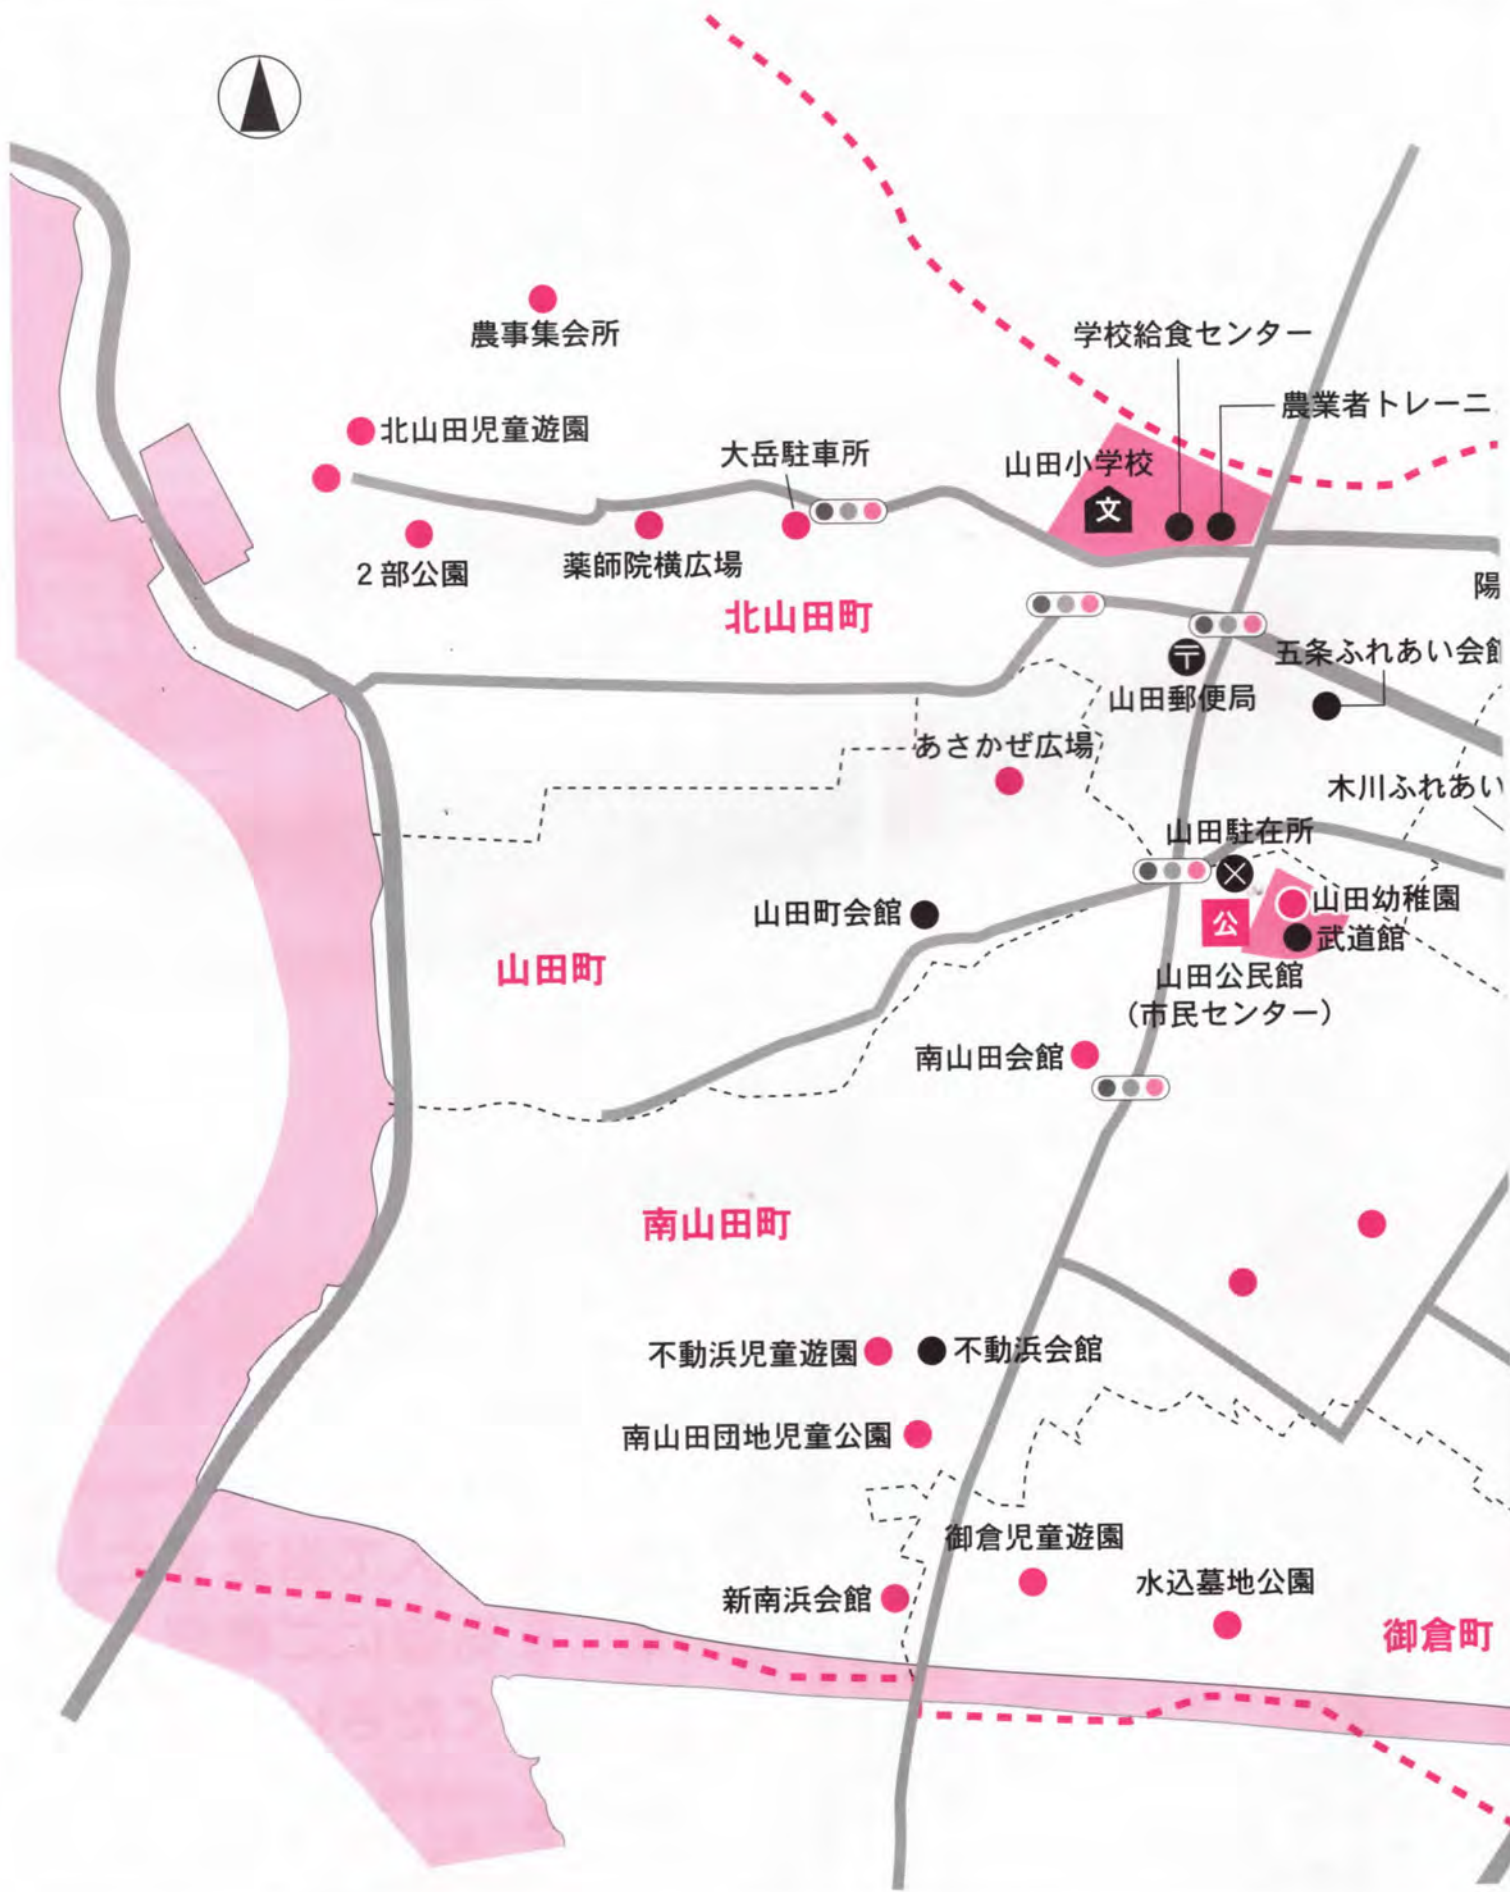 農事集会所
学校給食センター
農業者トレーニ
北山田児童遊園
大岳駐車所
山田小学校
文
2部公園
薬師院横広場
北山田町
陽
〒
五条ふれあい会館
山田郵便局
あさかぜ広場
木川ふれあい
山田駐在所
山田町会館
山田幼稚園
公
武道館
山田町
山田公民館
（市民センター）
南山田会館
南山田町
不動浜児童遊園
不動浜会館
南山田団地児童公園
御倉児童遊園
新南浜会館
水込墓地公園
御倉町